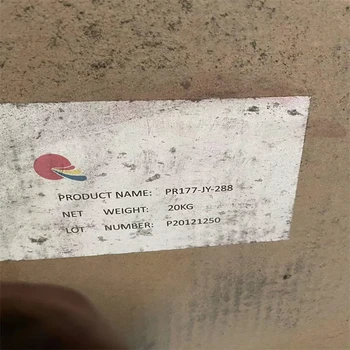 PRODUCT NAME: PR177-JY-288
NET WEIGHT: 20KG
LOT NUMBER: P20121250